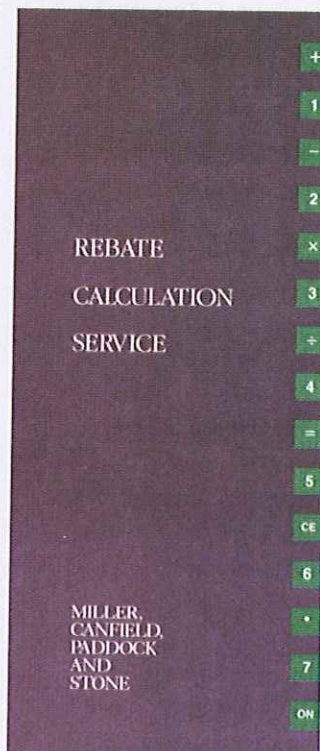 REBATE
CALCULATION
SERVICE
MILLER,
CANFIELD,
PADDOCK
AND
STONE
+
1
-
2
×
3
÷
4
=
5
CE
6
•
7
ON